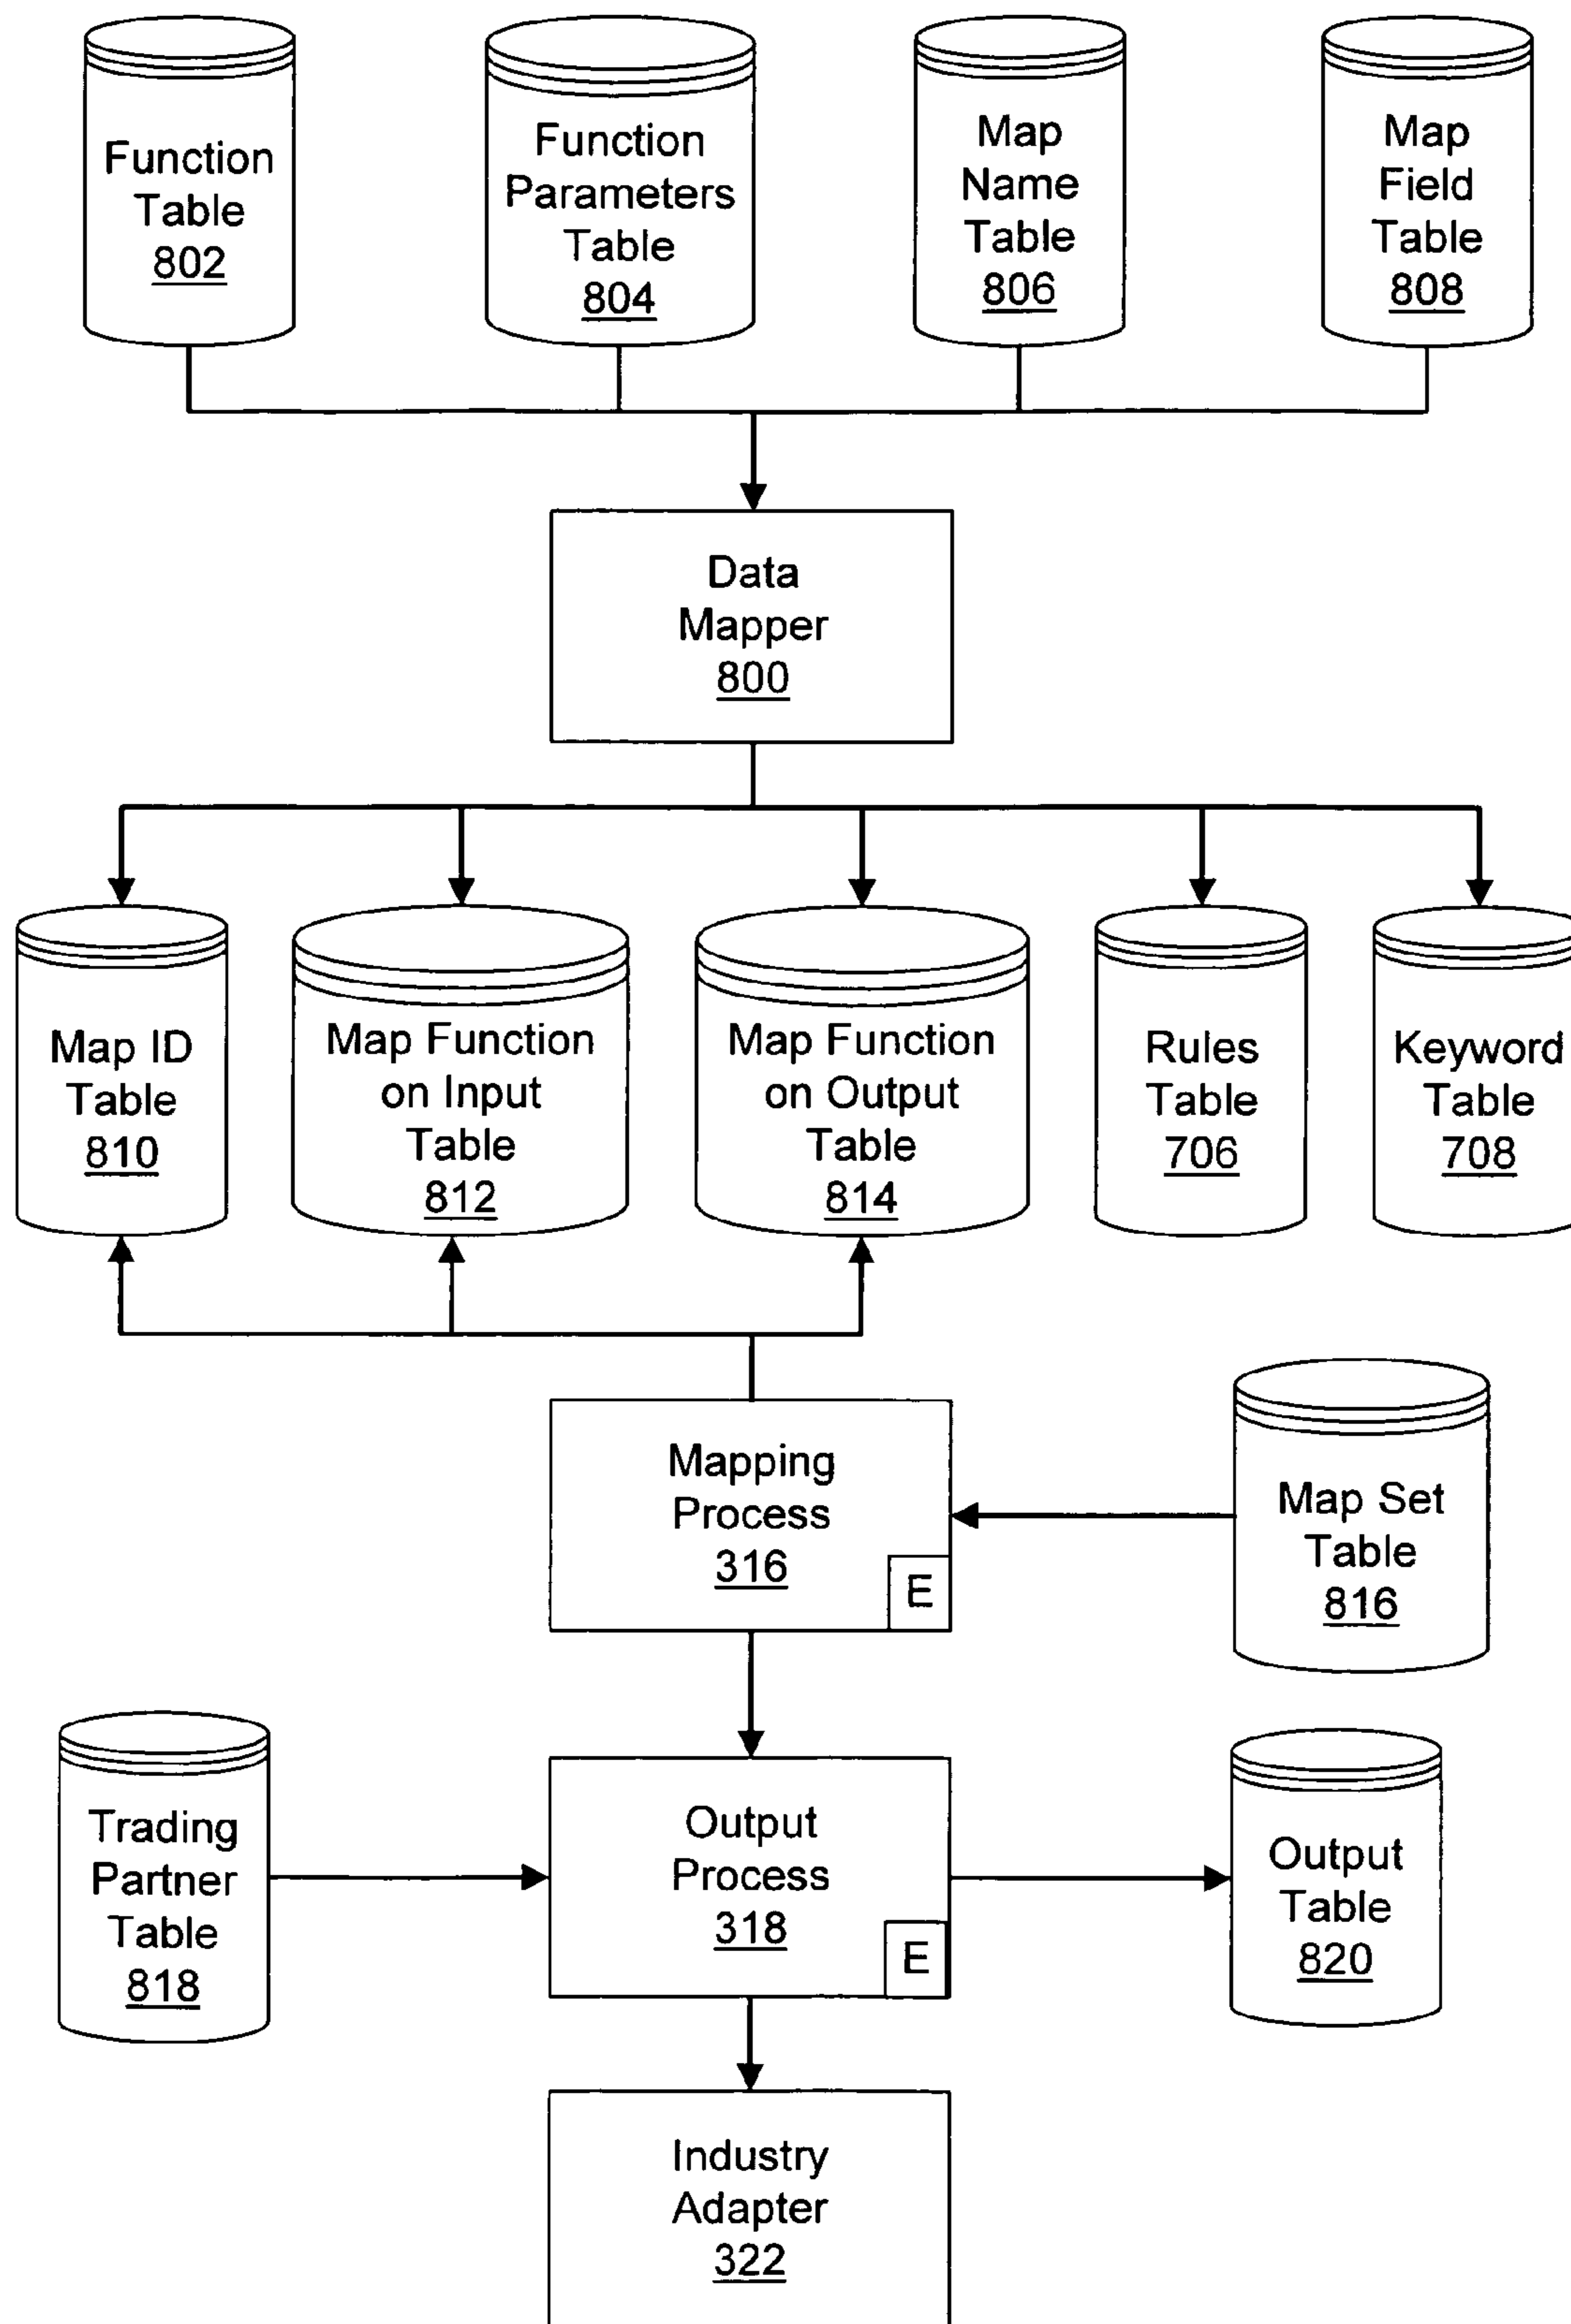 Function
Table
802
Function
Parameters
Table
804
Map
Name
Table
806
Map
Field
Table
808
Data
Mapper
800
Map ID
Table
810
Map Function
on Input
Table
812
Map Function
on Output
Table
814
Rules
Table
706
Keyword
Table
708
Mapping
Process
316
E
Map Set
Table
816
Trading
Partner
Table
818
Output
Process
318
E
Output
Table
820
Industry
Adapter
322